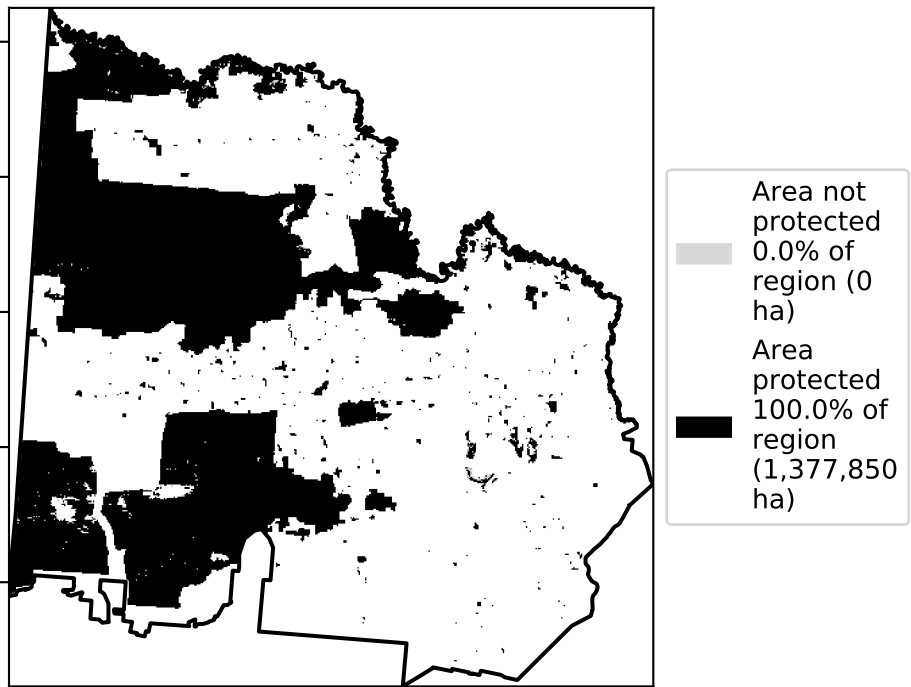 Area not
protected
0.0% of
region (0
ha)
Area
protected
100.0% of
region
(1,377,850
ha)